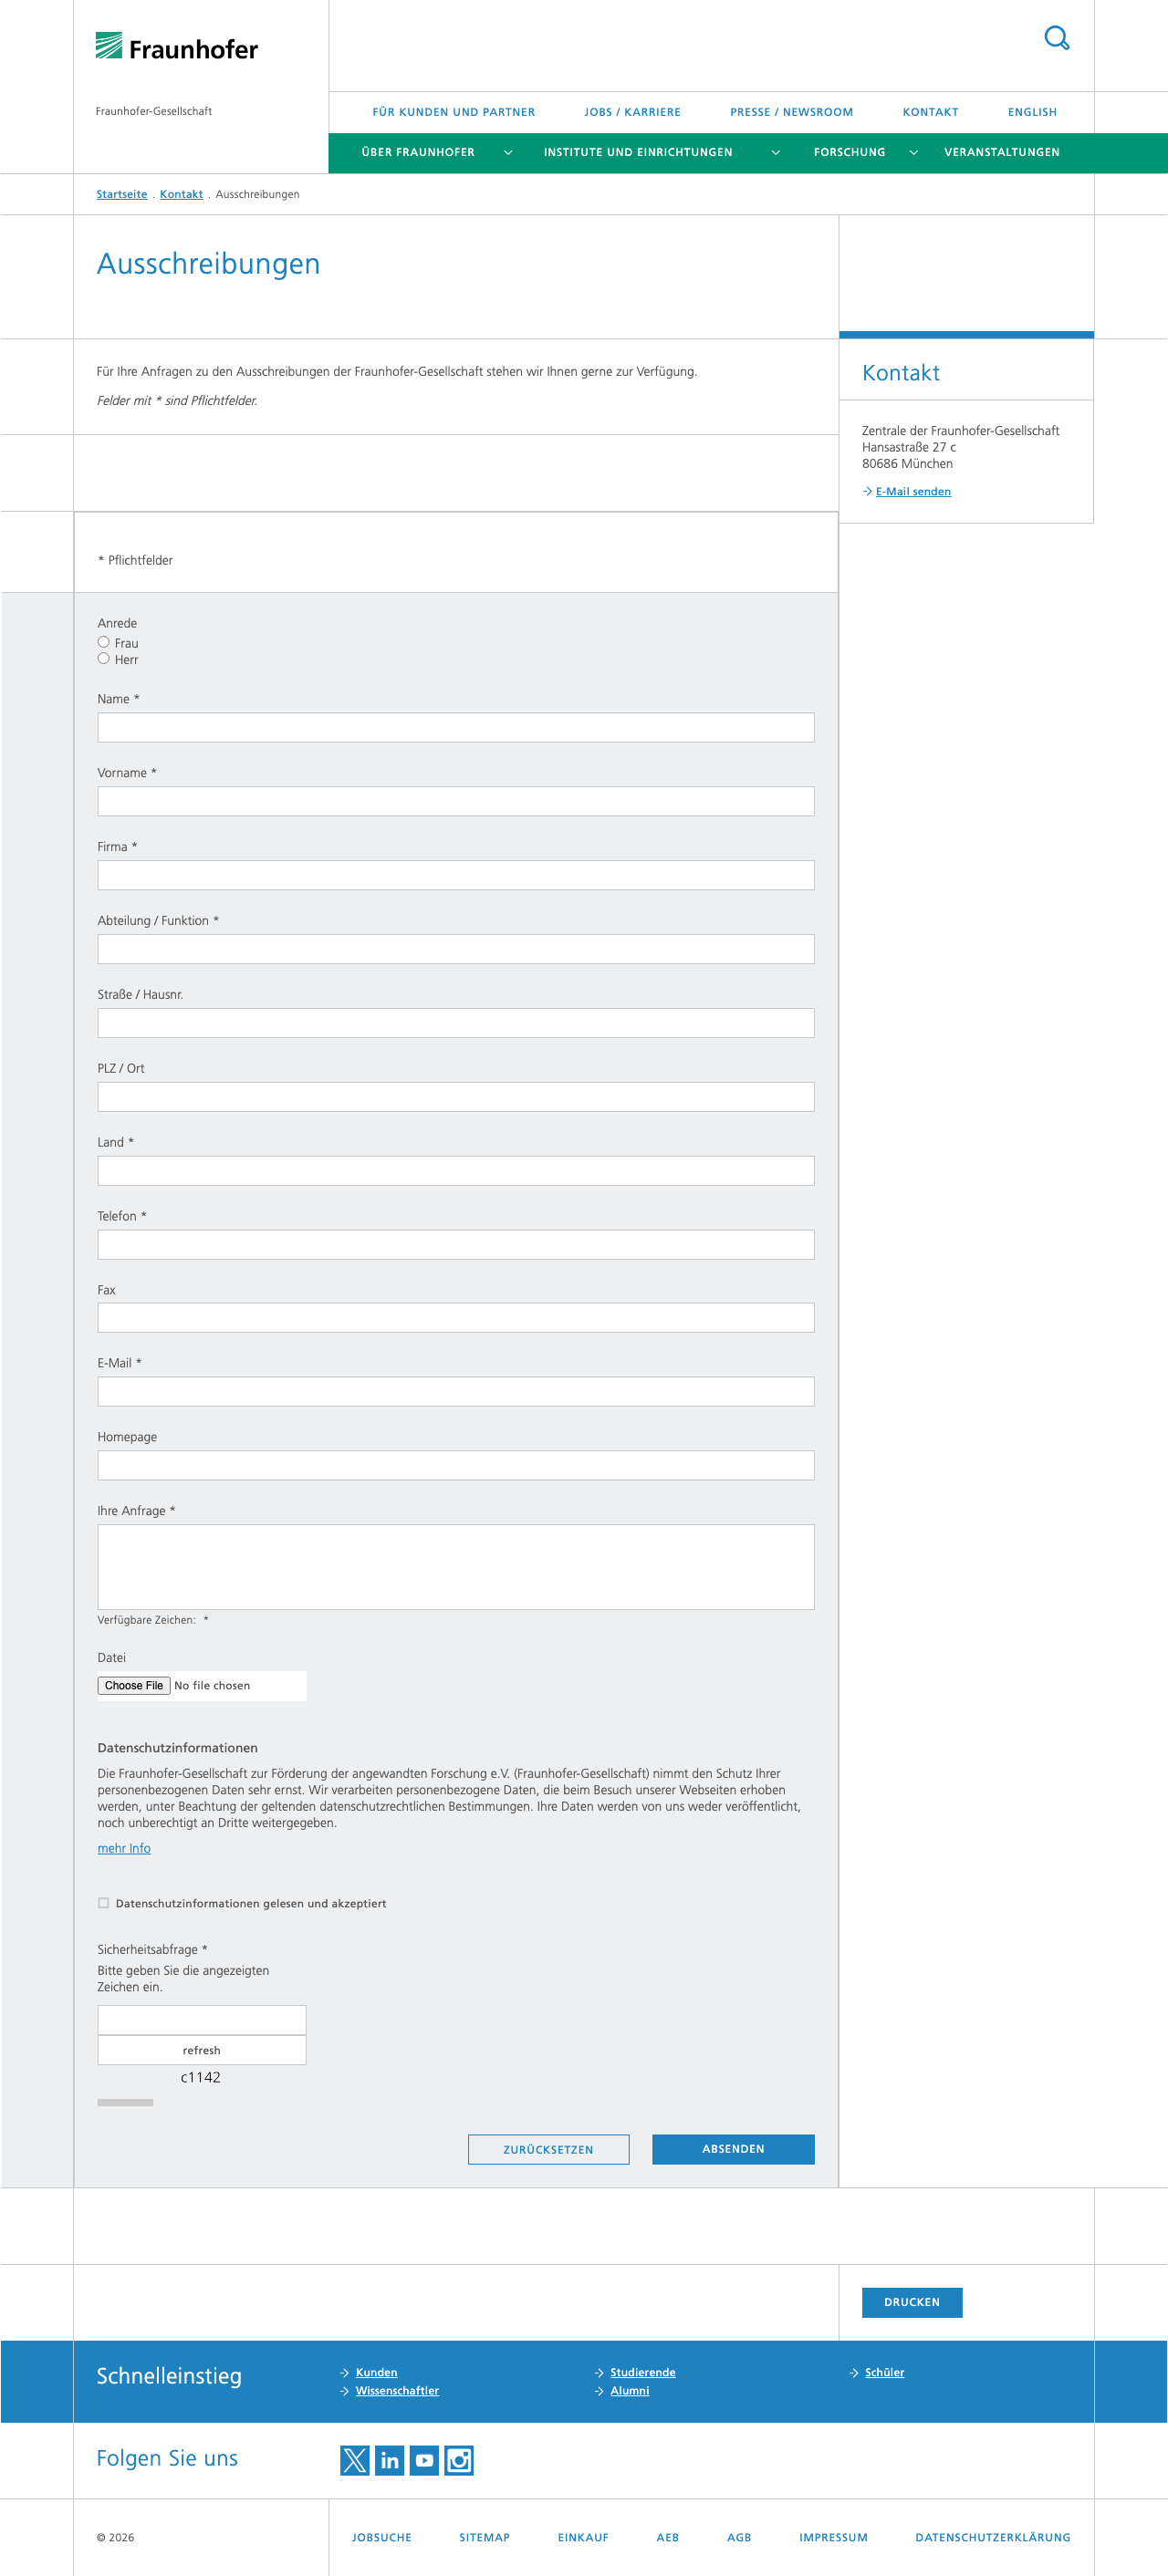 Fraunhofer
Fraunhofer-Gesellschaft
FÜR KUNDEN UND PARTNER
JOBS / KARRIERE
PRESSE / NEWSROOM
KONTAKT
ENGLISH
ÜBER FRAUNHOFER
INSTITUTE UND EINRICHTUNGEN
FORSCHUNG
VERANSTALTUNGEN
Startseite . Kontakt . Ausschreibungen
Ausschreibungen
Für Ihre Anfragen zu den Ausschreibungen der Fraunhofer-Gesellschaft stehen wir Ihnen gerne zur Verfügung.
Felder mit * sind Pflichtfelder.
Kontakt
Zentrale der Fraunhofer-Gesellschaft
Hansastraße 27 c
80686 München
E-Mail senden
* Pflichtfelder
Anrede
Frau
Herr
Name *
Vorname *
Firma *
Abteilung / Funktion *
Straße / Hausnr.
PLZ / Ort
Land *
Telefon *
Fax
E-Mail *
Homepage
Ihre Anfrage *
Verfügbare Zeichen: *
Datei
Choose File No file chosen
Datenschutzinformationen
Die Fraunhofer-Gesellschaft zur Förderung der angewandten Forschung e.V. (Fraunhofer-Gesellschaft) nimmt den Schutz Ihrer
personenbezogenen Daten sehr ernst. Wir verarbeiten personenbezogene Daten, die beim Besuch unserer Webseiten erhoben
werden, unter Beachtung der geltenden datenschutzrechtlichen Bestimmungen. Ihre Daten werden von uns weder veröffentlicht,
noch unberechtigt an Dritte weitergegeben.
mehr Info
Datenschutzinformationen gelesen und akzeptiert
Sicherheitsabfrage *
Bitte geben Sie die angezeigten
Zeichen ein.
refresh
c1142
ZURÜCKSETZEN
ABSENDEN
DRUCKEN
Schnelleinstieg
Kunden
Wissenschaftler
Studierende
Alumni
Schüler
Folgen Sie uns
© 2026
JOBSUCHE
SITEMAP
EINKAUF
AEB
AGB
IMPRESSUM
DATENSCHUTZERKLÄRUNG